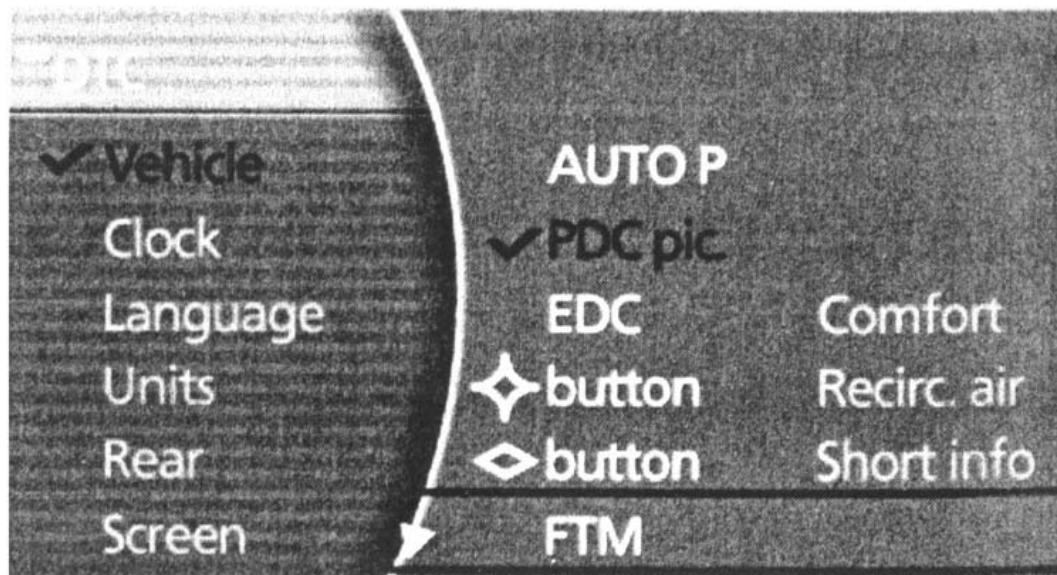 Vehicle
Clock
Language
Units
Rear
Screen
AUTO P
PDC pic.
EDC Comfort
button Recirc. air
button Short info
FTM